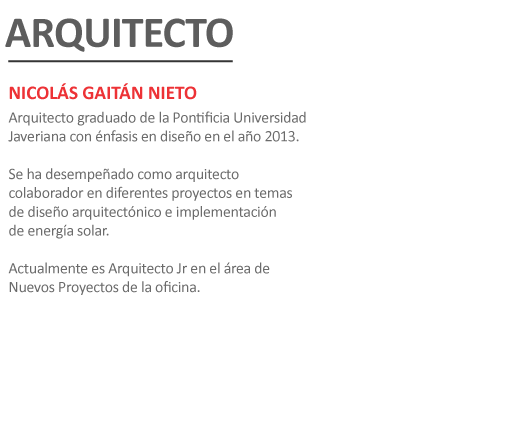 ARQUITECTO
NICOLÁS GAITÁN NIETO
Arquitecto graduado de la Pontificia Universidad
Javeriana con énfasis en diseño en el año 2013.
Se ha desempeñado como arquitecto
colaborador en diferentes proyectos en temas
de diseño arquitectónico e implementación
de energía solar.
Actualmente es Arquitecto Jr en el área de
Nuevos Proyectos de la oficina.